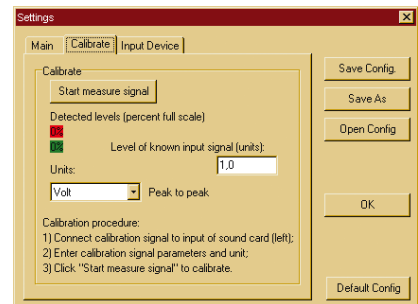 Settings
Main
Calibrate
Input Device
Calibrate
Start measure signal
Detected levels (percent full scale)
0%
0%
Level of known input signal (units):
1,0
Units:
Volt
Peak to peak
Calibration procedure:
1) Connect calibration signal to input of sound card (left);
2) Enter calibration signal parameters and unit;
3) Click "Start measure signal" to calibrate.
Save Config.
Save As
Open Config
OK
Default Config